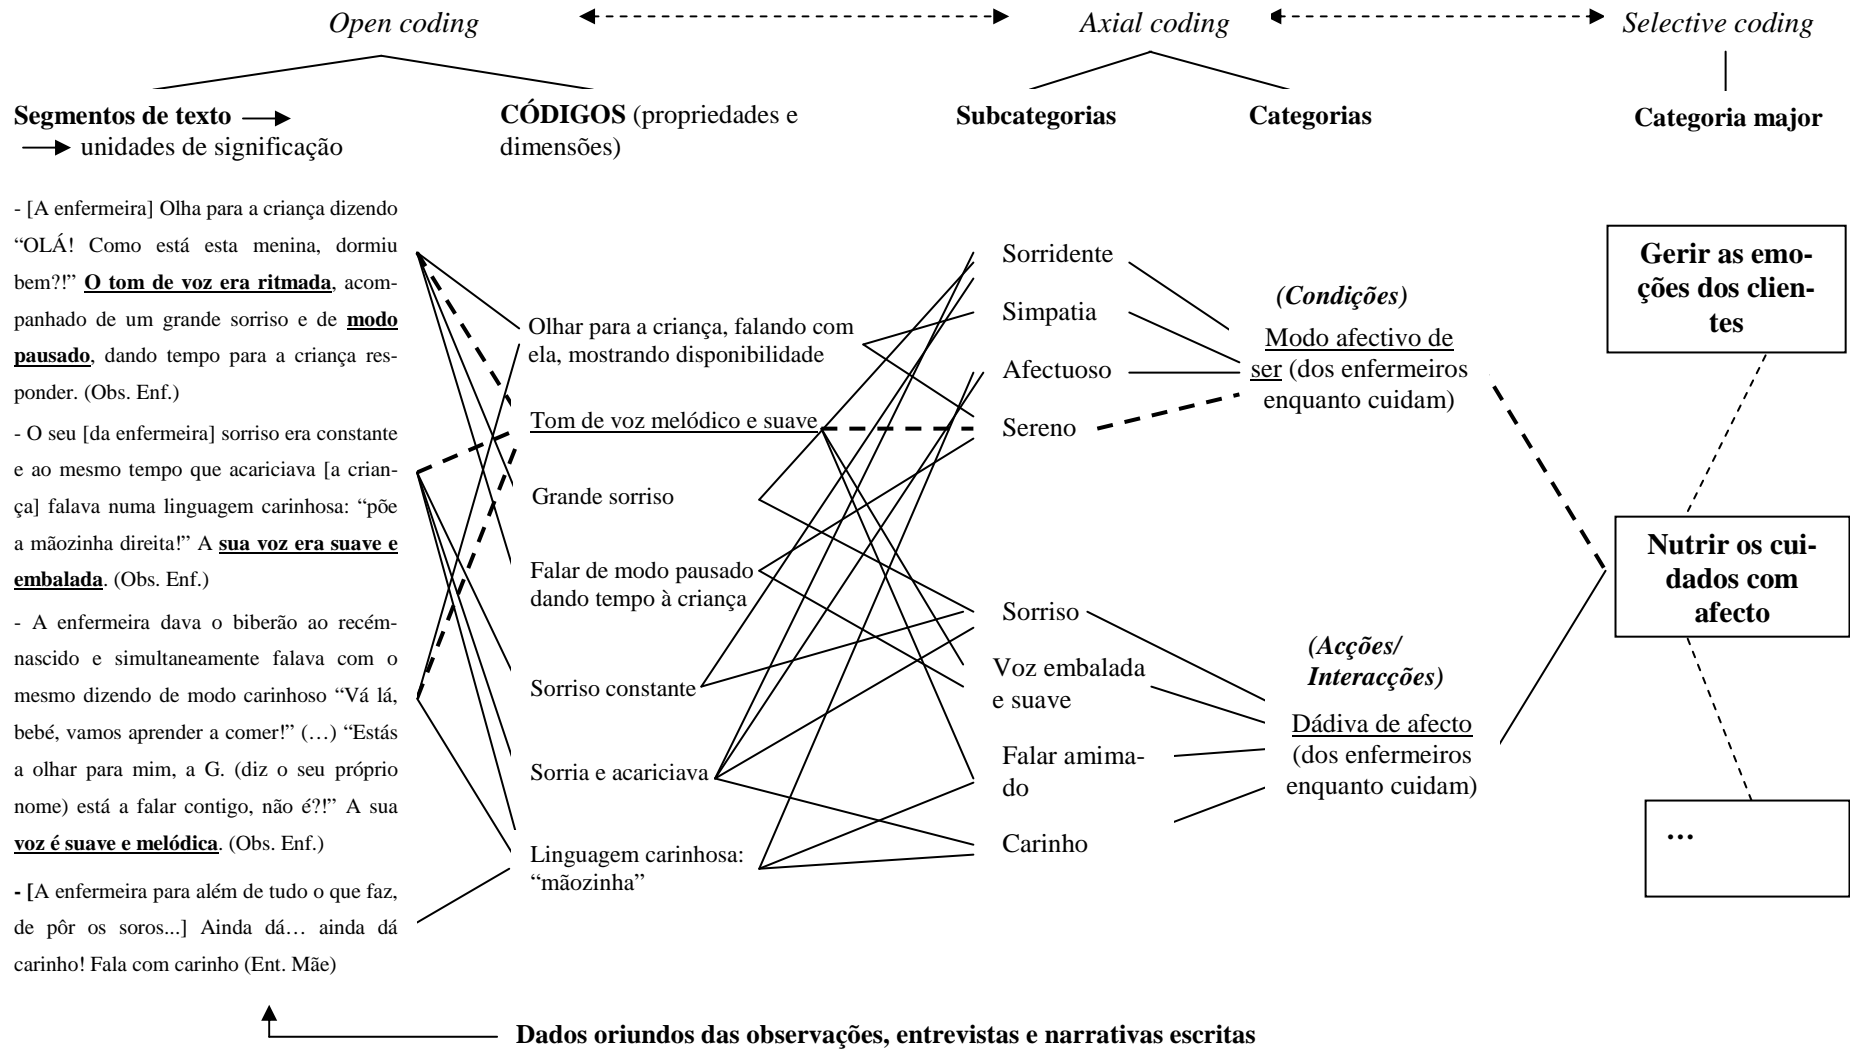 Open coding
Axial coding
Selective coding
Segmentos de texto
unidades de significação
CÓDIGOS (propriedades e
dimensões)
Subcategorias
Categorias
Categoria major
- [A enfermeira] Olha para a criança dizendo
“OLÁ! Como está esta menina, dormiu
bem?!” O tom de voz era ritmada, acom-
panhado de um grande sorriso e de modo
pausado, dando tempo para a criança res-
ponder. (Obs. Enf.)
- O seu [da enfermeira] sorriso era constante
e ao mesmo tempo que acariciava [a crian-
ça] falava numa linguagem carinhosa: “põe
a mãozinha direita!” A sua voz era suave e
embalada. (Obs. Enf.)
- A enfermeira dava o biberão ao recém-
nascido e simultaneamente falava com o
mesmo dizendo de modo carinhoso “Vá lá,
bebé, vamos aprender a comer!” (…) “Estás
a olhar para mim, a G. (diz o seu próprio
nome) está a falar contigo, não é?!” A sua
voz é suave e melódica. (Obs. Enf.)
- [A enfermeira para além de tudo o que faz,
de pôr os soros...] Ainda dá… ainda dá
carinho! Fala com carinho (Ent. Mãe)
Olhar para a criança, falando com
ela, mostrando disponibilidade
Tom de voz melódico e suave
Grande sorriso
Falar de modo pausado
dando tempo à criança
Sorriso constante
Sorria e acariciava
Linguagem carinhosa:
“mãozinha”
Sorridente
Simpatia
Afectuoso
Sereno
Sorriso
Voz embalada
e suave
Falar amima-
do
Carinho
(Condições)
Modo afectivo de
ser (dos enfermeiros
enquanto cuidam)
(Acções/
Interacções)
Dádiva de afecto
(dos enfermeiros
enquanto cuidam)
Gerir as emo-
ções dos clien-
tes
Nutrir os cui-
dados com
afecto
…
Dados oriundos das observações, entrevistas e narrativas escritas